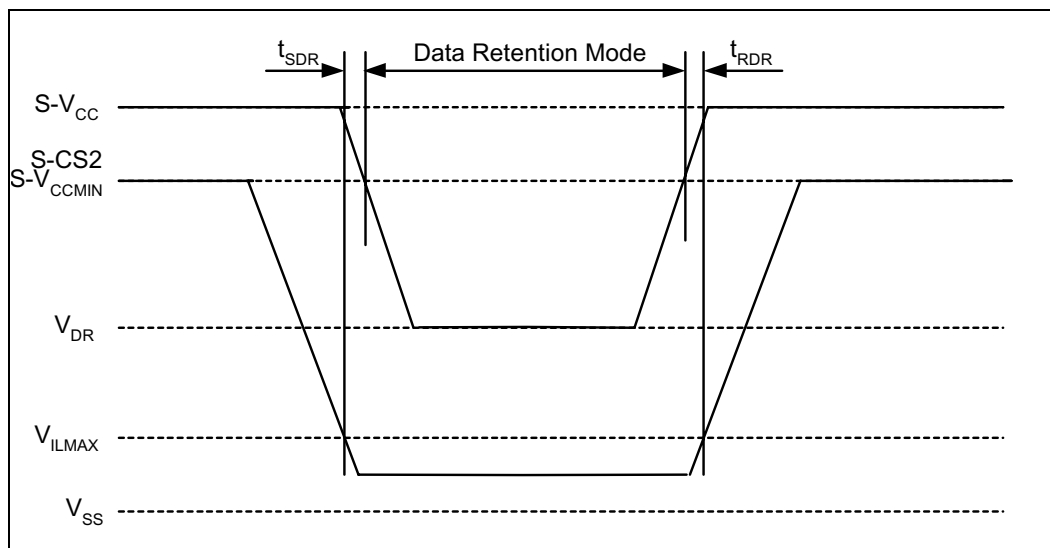 t_SDR Data Retention Mode t_RDR
S-V_CC
S-CS2
S-V_CCMIN
V_DR
V_ILMAX
V_SS